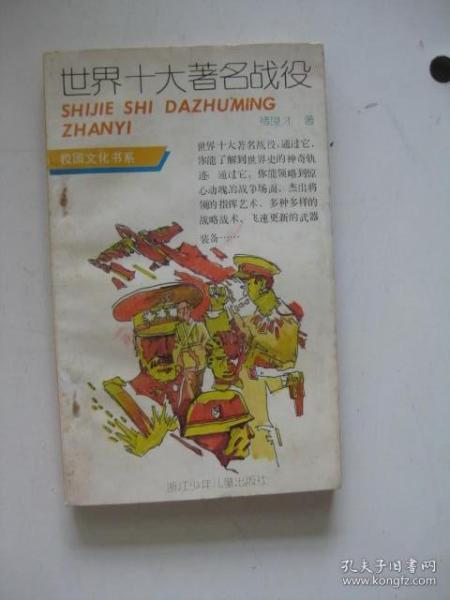 世界十大著名战役
SHIJIE SHI DAZHUMING
ZHANYI
著
校园文化书系
世界十大著名战役,通过它,
你能了解到世界史的神奇轨
迹;通过它,你能领略到惊
心动魄的战争场面、杰出将
领的指挥艺术、多种多样的
战略战术、飞速更新的武器
装备……
浙江少年儿童出版社
孔夫子旧书网
www.kongfz.com